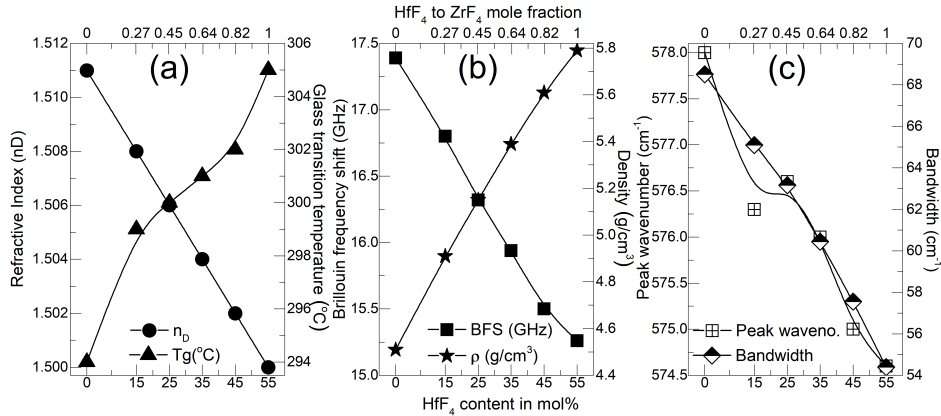 HfF4 to ZrF4 mole fraction
0 0.27 0.45 0.64 0.82 1
0 0.27 0.45 0.64 0.82 1
0 0.27 0.45 0.64 0.82 1
(a)
Refractive Index (nD)
1.512
1.510
1.508
1.506
1.504
1.502
1.500
nD
Tg(°C)
306
304
302
300
298
296
294
Glass transition temperature (°C)
0 15 25 35 45 55
(b)
Brillouin frequency shift (GHz)
17.5
17.0
16.5
16.0
15.5
15.0
BFS (GHz)
ρ (g/cm³)
5.8
5.6
5.4
5.2
5.0
4.8
4.6
4.4
Density (g/cm³)
0 15 25 35 45 55
HfF4 content in mol%
(c)
Peak wavenumber (cm⁻¹)
578.0
577.5
577.0
576.5
576.0
575.5
575.0
574.5
Peak waveno.
Bandwidth
70
68
66
64
62
60
58
56
54
Bandwidth (cm⁻¹)
0 15 25 35 45 55